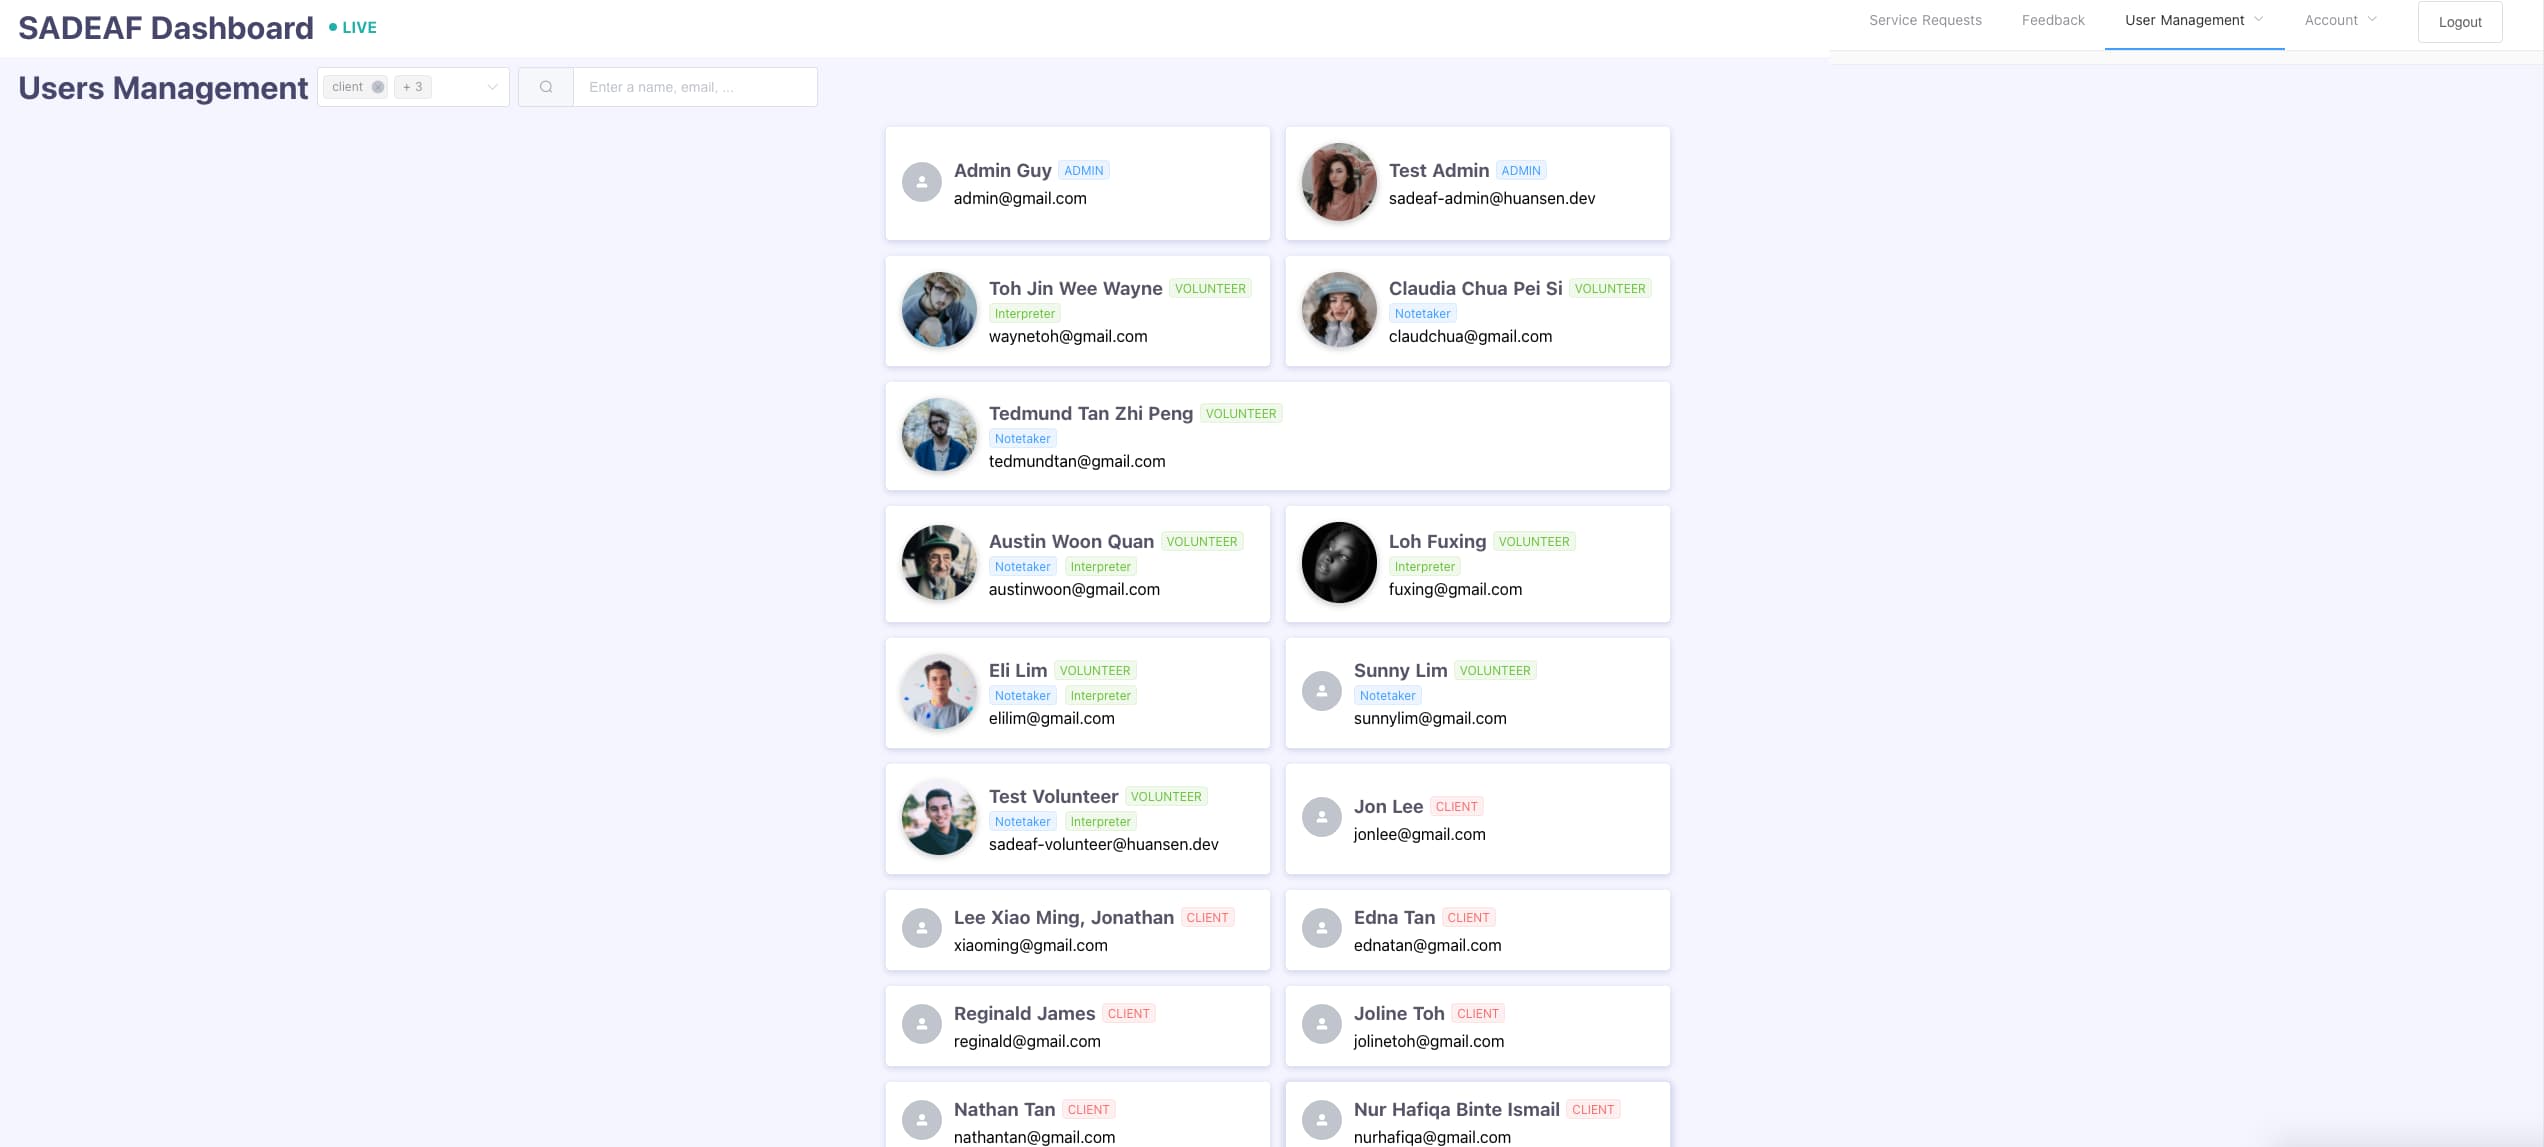 SADEAF Dashboard LIVE
Service Requests Feedback User Management Account Logout
Users Management client + 3 Enter a name, email, ...
Admin Guy ADMIN
admin@gmail.com
Test Admin ADMIN
sadeaf-admin@huansen.dev
Toh Jin Wee Wayne VOLUNTEER
Interpreter
waynetoh@gmail.com
Claudia Chua Pei Si VOLUNTEER
Notetaker
claudchua@gmail.com
Tedmund Tan Zhi Peng VOLUNTEER
Notetaker
tedmundtan@gmail.com
Austin Woon Quan VOLUNTEER
Notetaker Interpreter
austinwoon@gmail.com
Loh Fuxing VOLUNTEER
Interpreter
fuxing@gmail.com
Eli Lim VOLUNTEER
Notetaker Interpreter
elilim@gmail.com
Sunny Lim VOLUNTEER
Notetaker
sunnylim@gmail.com
Test Volunteer VOLUNTEER
Notetaker Interpreter
sadeaf-volunteer@huansen.dev
Jon Lee CLIENT
jonlee@gmail.com
Lee Xiao Ming, Jonathan CLIENT
xiaoming@gmail.com
Edna Tan CLIENT
ednatan@gmail.com
Reginald James CLIENT
reginald@gmail.com
Joline Toh CLIENT
jolinetoh@gmail.com
Nathan Tan CLIENT
nathantan@gmail.com
Nur Hafiqa Binte Ismail CLIENT
nurhafiqa@gmail.com